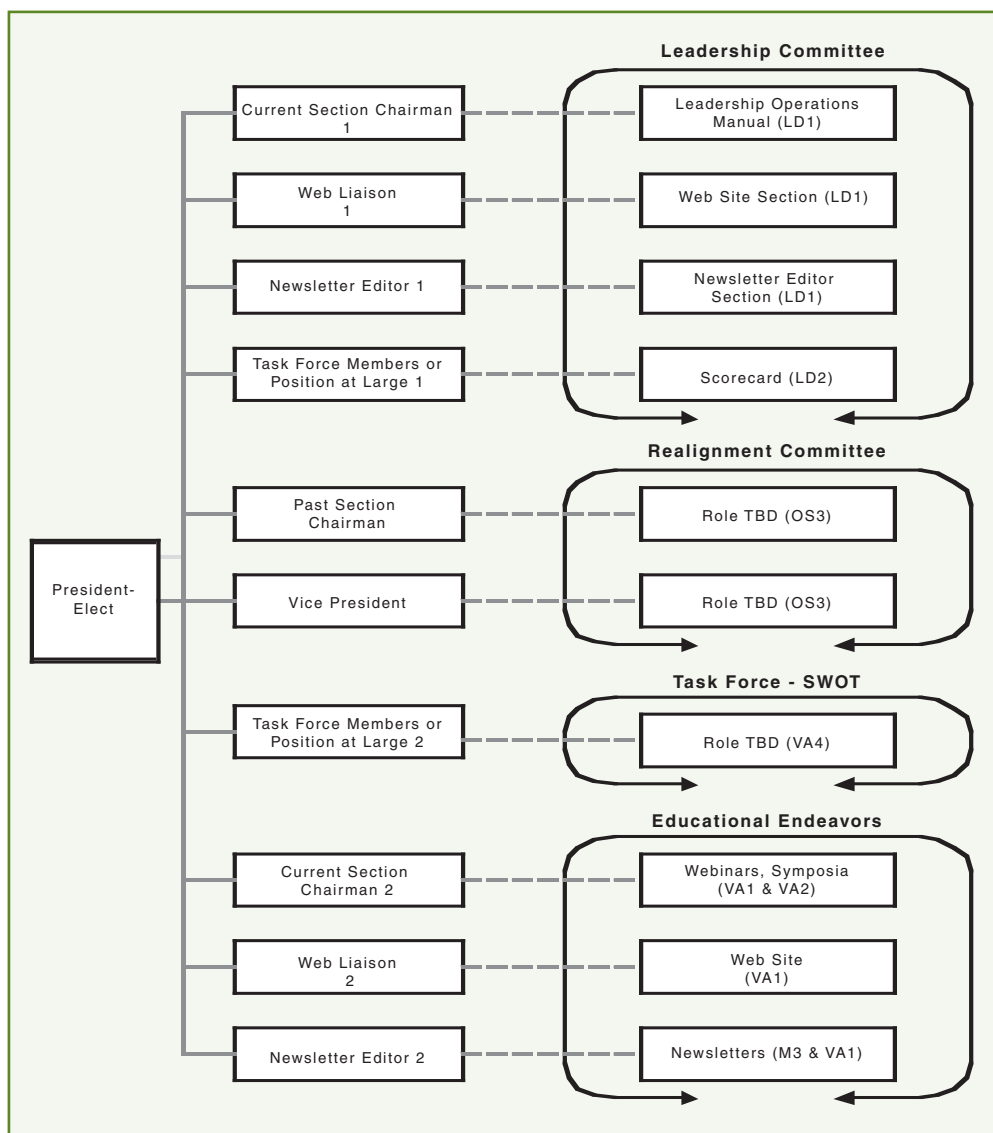 Leadership Committee
Current Section Chairman
1
Leadership Operations
Manual (LD1)
Web Liaison
1
Web Site Section (LD1)
Newsletter Editor 1
Newsletter Editor
Section (LD1)
Task Force Members or
Position at Large 1
Scorecard (LD2)
Realignment Committee
Past Section
Chairman
Role TBD (OS3)
President-
Elect
Vice President
Role TBD (OS3)
Task Force - SWOT
Task Force Members or
Position at Large 2
Role TBD (VA4)
Educational Endeavors
Current Section
Chairman 2
Webinars, Symposia
(VA1 & VA2)
Web Liaison
2
Web Site
(VA1)
Newsletter Editor 2
Newsletters (M3 & VA1)